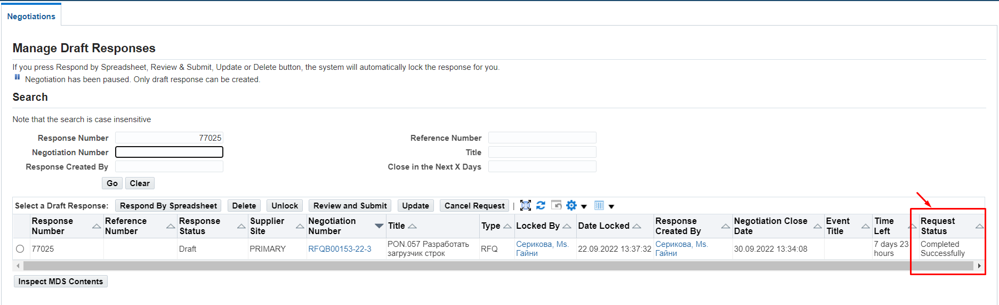 Negotiations
Manage Draft Responses
If you press Respond by Spreadsheet, Review & Submit, Update or Delete button, the system will automatically lock the response for you.
Negotiation has been paused. Only draft response can be created.
Search
Note that the search is case insensitive
Response Number 77025 Reference Number
Negotiation Number Title
Response Created By Close in the Next X Days
Go Clear
Select a Draft Response: Respond By Spreadsheet Delete Unlock Review and Submit Update Cancel Request |
Response Number Reference Number Response Status Supplier Site Negotiation Number Title Type Locked By Date Locked Response Created By Negotiation Close Date Event Title Time Left Request Status
77025 Draft PRIMARY RFQB00153-22-3 PON.057 Разработать загрузчик строк RFQ Серикова, Ms. Гайни 22.09.2022 13:37:32 Серикова, Ms. Гайни 30.09.2022 13:34:08 7 days 23 hours Completed Successfully
Inspect MDS Contents